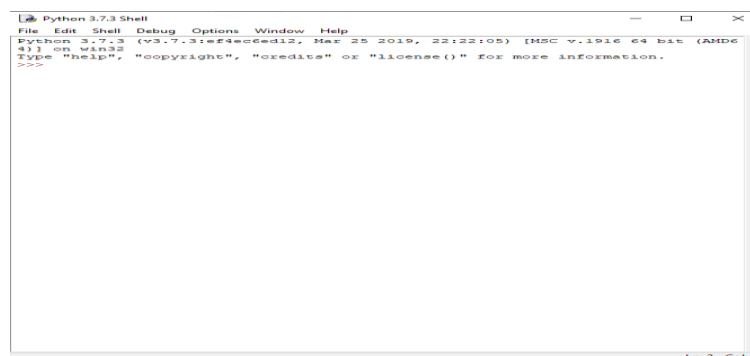 Python 3.7.3 Shell
File Edit Shell Debug Options Window Help
Python 3.7.3 (v3.7.3:ef4ec6ed12, Mar 25 2019, 22:22:05) [MSC v.1916 64 bit (AMD6
4)] on win32
Type "help", "copyright", "credits" or "license()" for more information.
>>>